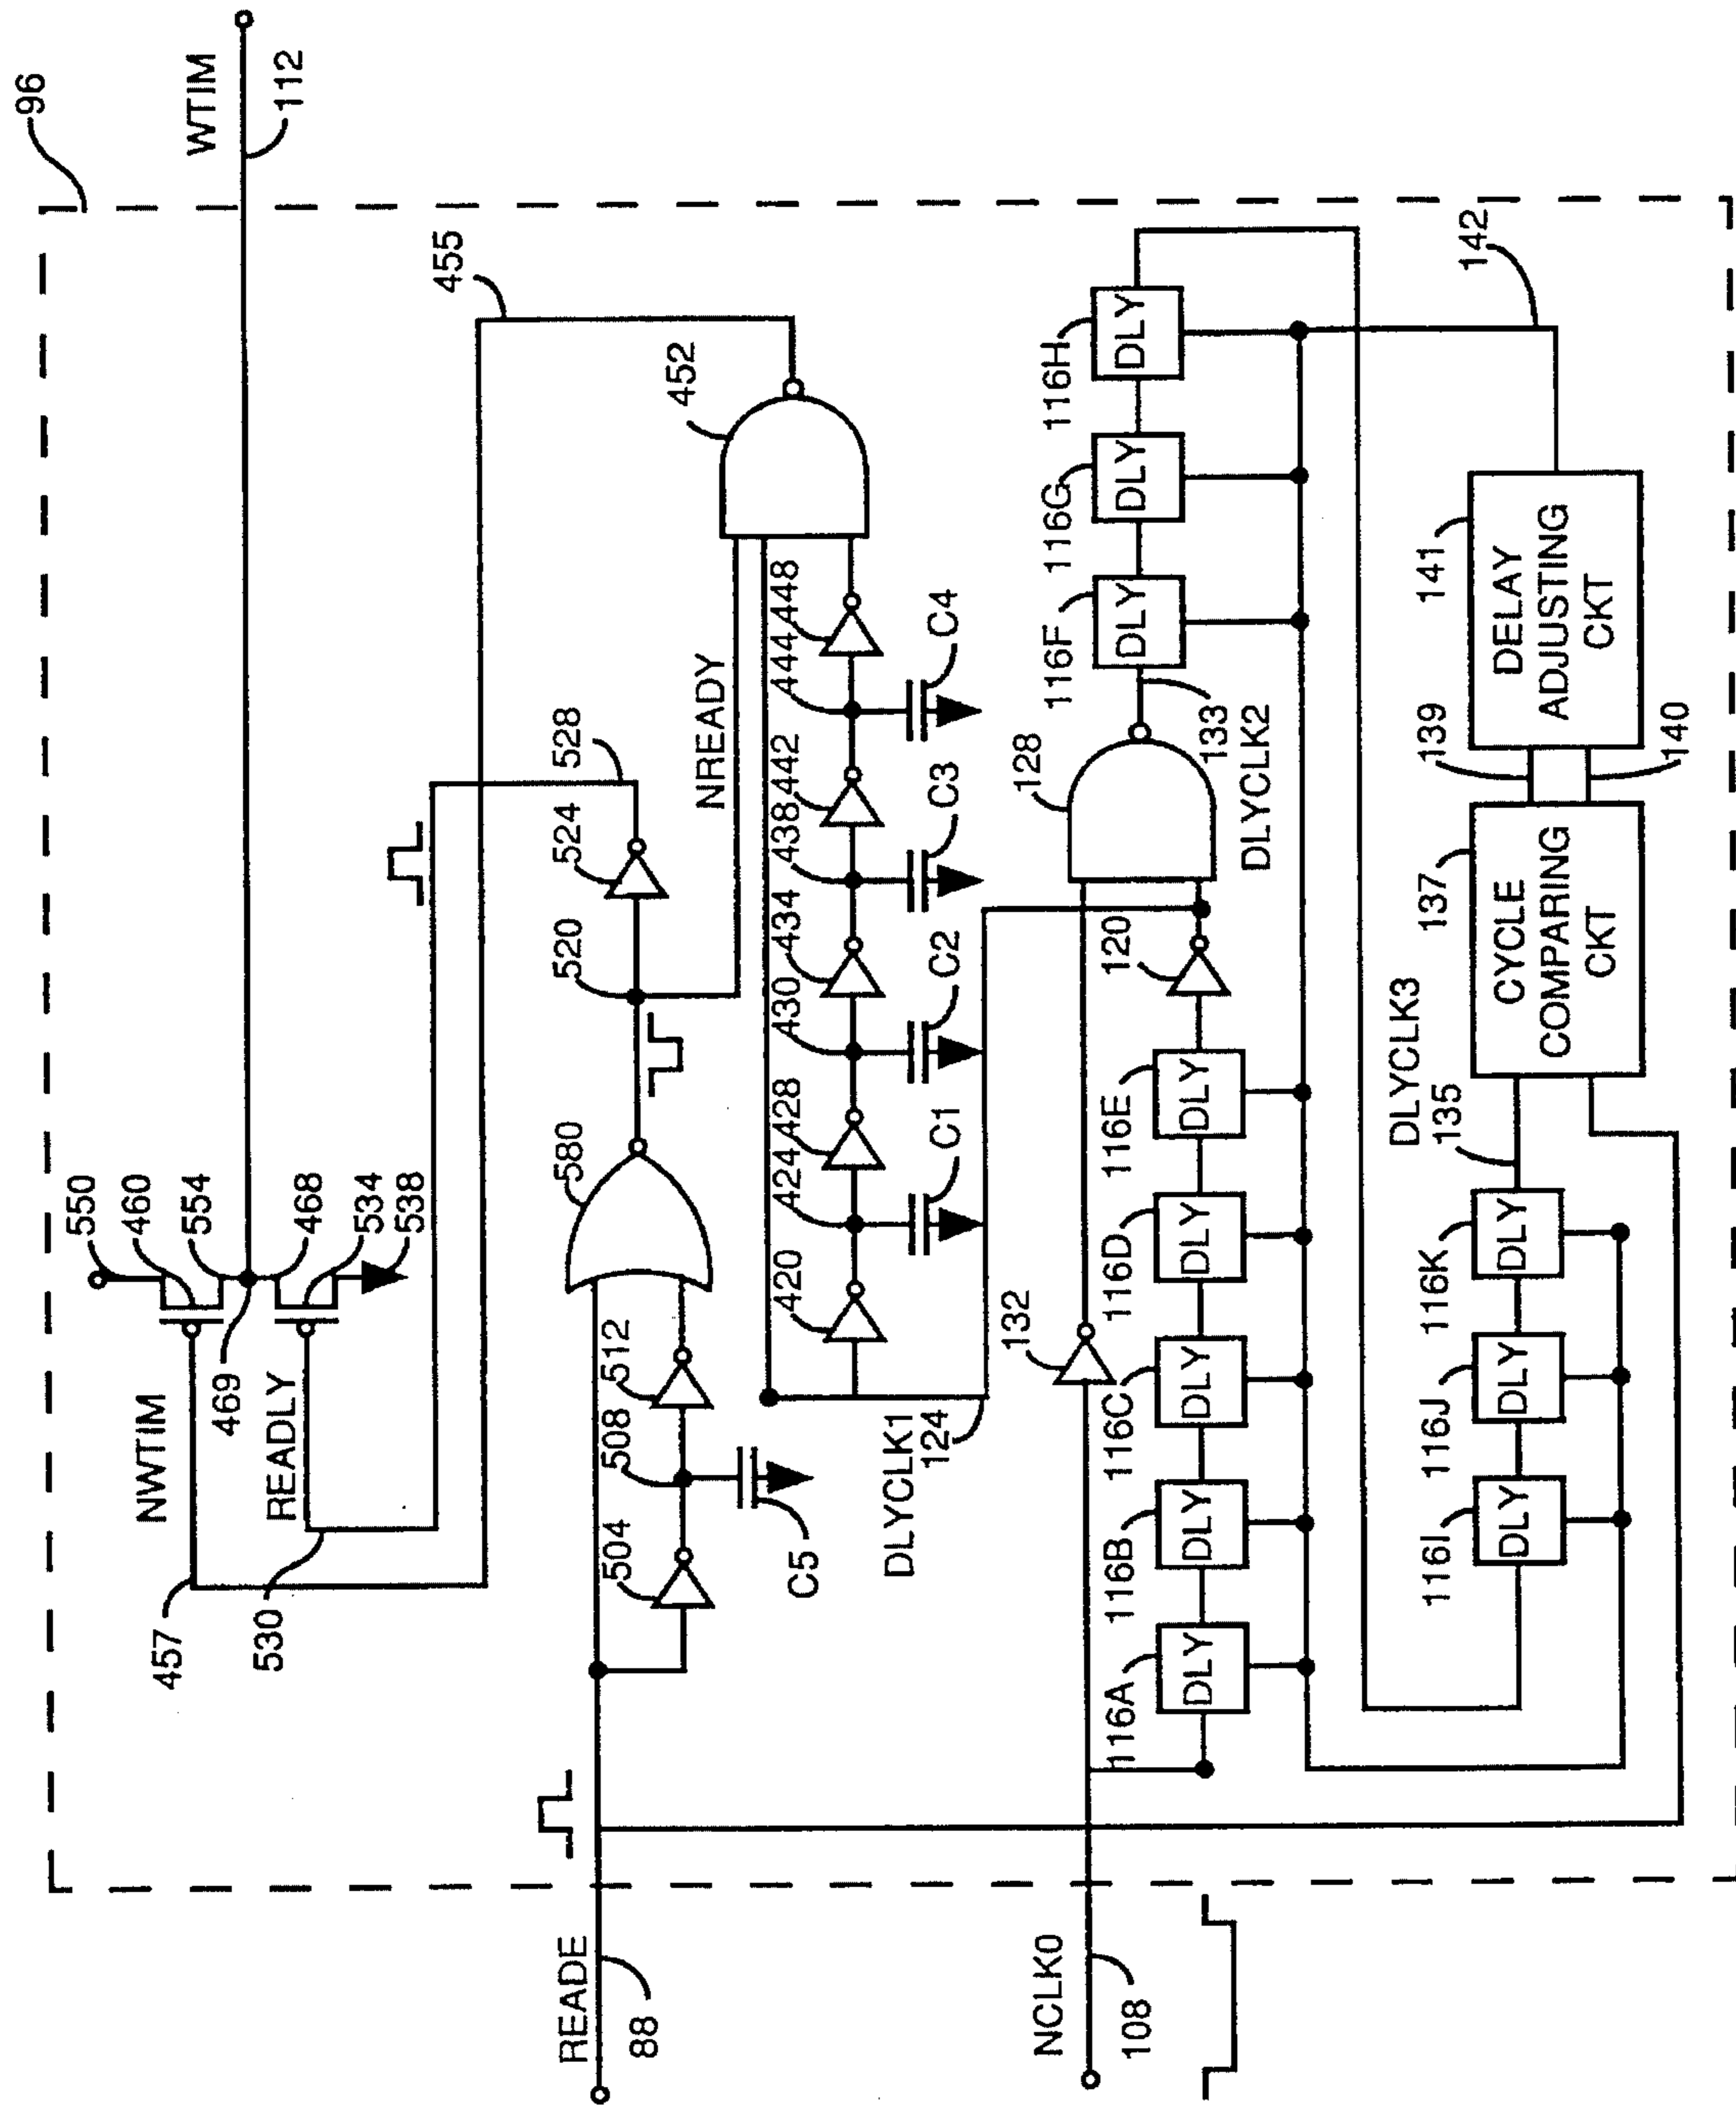 96
WTIM
112
550
460
554
468
534
538
NWTIM
469
READLY
457
530
455
528
524
520
580
NREADY
452
504
508
512
C5
420
424
428
430
434
438
442
444
448
C1
C2
C3
C4
DLYCLK1
124
READE
88
NCLK0
108
132
128
133
DLYCLK2
120
116A
DLY
116B
DLY
116C
DLY
116D
DLY
116E
DLY
116F
DLY
116G
DLY
116H
DLY
142
116I
DLY
116J
DLY
116K
DLY
DLYCLK3
135
137
CYCLE
COMPARING
CKT
139
140
141
DELAY
ADJUSTING
CKT